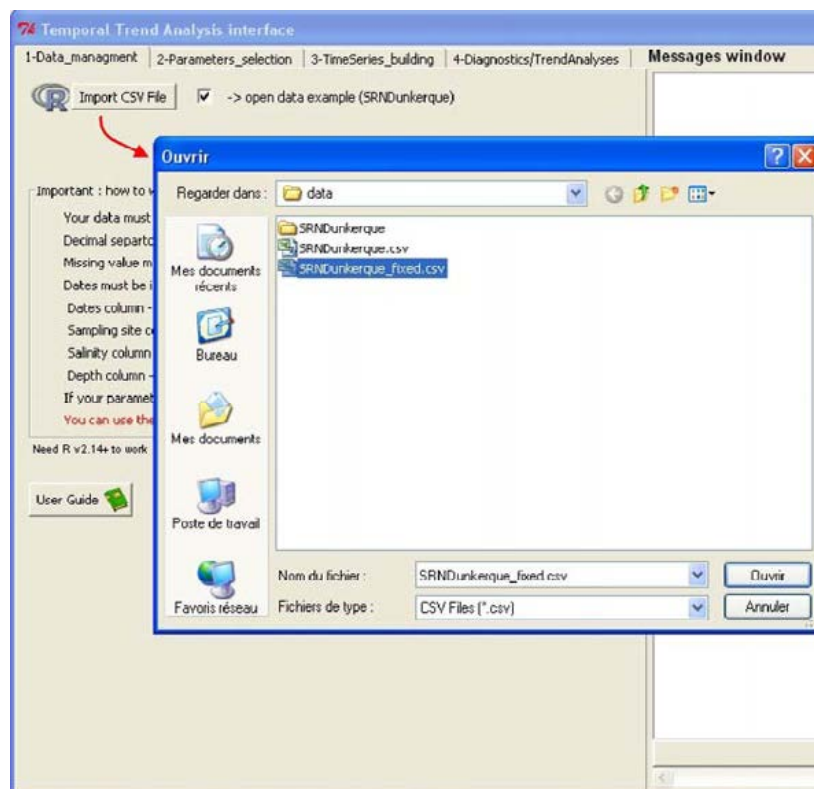 Temporal Trend Analysis interface
1-Data_managment 2-Parameters_selection 3-TimeSeries_building 4-Diagnostics/TrendAnalyses Messages window
Import CSV File -> open data example (SRNDunkerque)
Ouvrir
Important : how to
Regarder dans : data
Your data must
Decimal separato
Missing value m
Dates must be i
Dates column -
Sampling site c
Salinity column
Depth column -
If your paramet
You can use the
Need R v2.14+ to work
User Guide
SRNDunkerque
SRNDunkerque.csv
SRNDunkerque_fixed.csv
Mes documents
récents
Bureau
Mes documents
Poste de travail
Favoris réseau
Nom du fichier : SRNDunkerque_fixed.csv Ouvrir
Fichiers de type : CSV Files (*.csv) Annuler